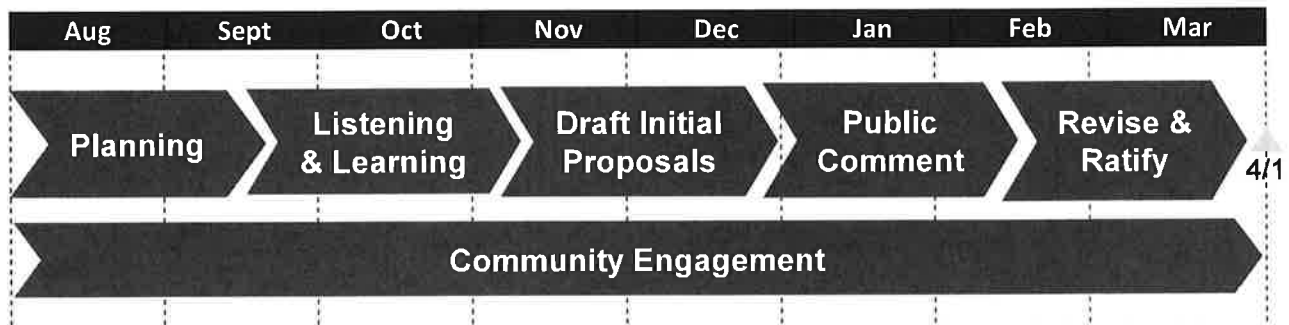 Aug Sept Oct Nov Dec Jan Feb Mar
Planning
Listening
& Learning
Draft Initial
Proposals
Public
Comment
Revise &
Ratify
4/1
Community Engagement